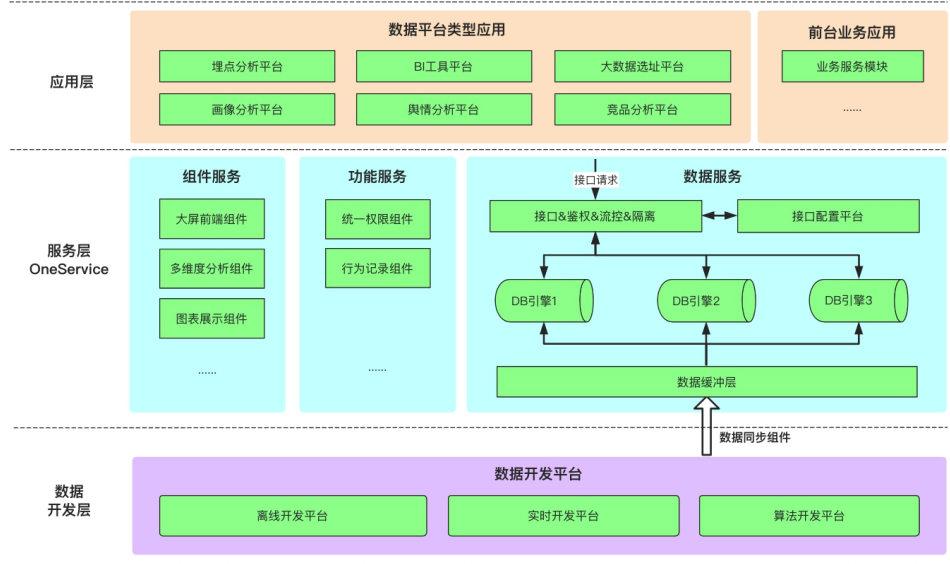 应用层
数据平台类型应用
埋点分析平台
BI工具平台
大数据选址平台
画像分析平台
舆情分析平台
竞品分析平台
前台业务应用
业务服务模块
......
服务层
OneService
组件服务
大屏前端组件
多维度分析组件
图表展示组件
......
功能服务
统一权限组件
行为记录组件
......
数据服务
接口请求
接口&鉴权&流控&隔离
接口配置平台
DB引擎1
DB引擎2
DB引擎3
数据缓冲层
数据同步组件
数据
开发层
数据开发平台
离线开发平台
实时开发平台
算法开发平台